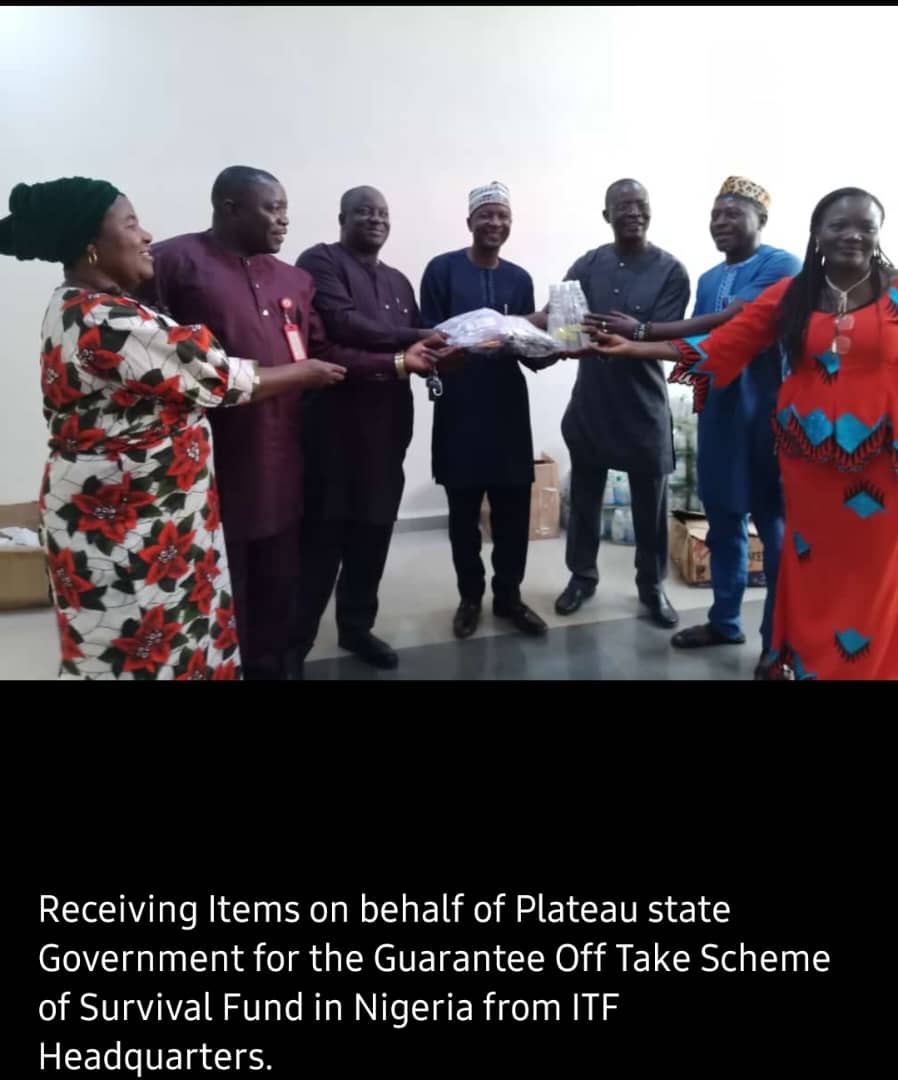 Receiving Items on behalf of Plateau state
Government for the Guarantee Off Take Scheme
of Survival Fund in Nigeria from ITF
Headquarters.